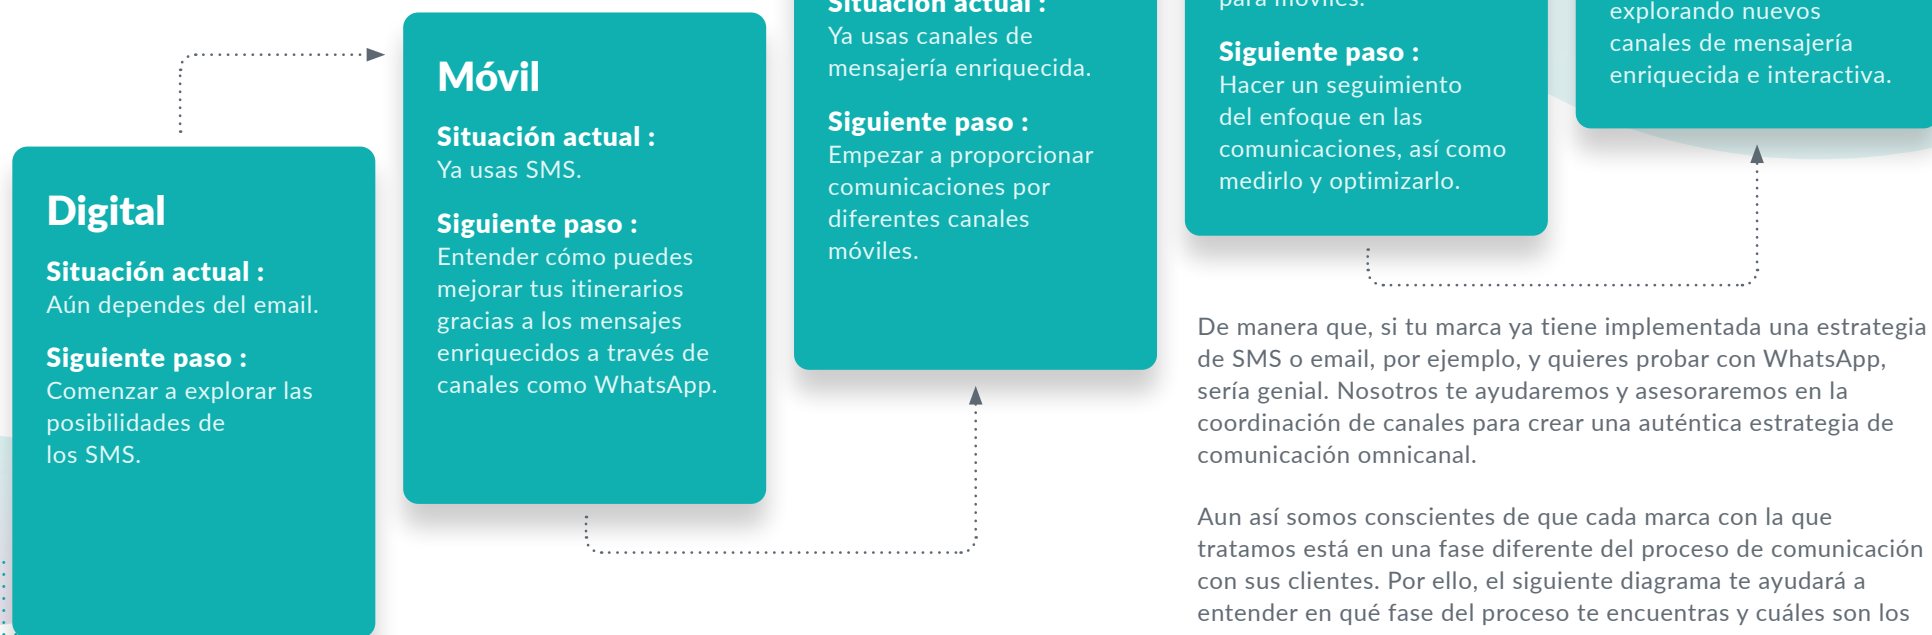 Digital
Situación actual :
Aún dependes del email.
Siguiente paso :
Comenzar a explorar las
posibilidades de
los SMS.
Móvil
Situación actual :
Ya usas SMS.
Siguiente paso :
Entender cómo puedes
mejorar tus itinerarios
gracias a los mensajes
enriquecidos a través de
canales como WhatsApp.
Situación actual :
Ya usas canales de
mensajería enriquecida.
Siguiente paso :
Empezar a proporcionar
comunicaciones por
diferentes canales
móviles.
para móviles.
Siguiente paso :
Hacer un seguimiento
del enfoque en las
comunicaciones, así como
medirlo y optimizarlo.
explorando nuevos
canales de mensajería
enriquecida e interactiva.
De manera que, si tu marca ya tiene implementada una estrategia
de SMS o email, por ejemplo, y quieres probar con WhatsApp,
sería genial. Nosotros te ayudaremos y asesoraremos en la
coordinación de canales para crear una auténtica estrategia de
comunicación omnicanal.
Aun así somos conscientes de que cada marca con la que
tratamos está en una fase diferente del proceso de comunicación
con sus clientes. Por ello, el siguiente diagrama te ayudará a
entender en qué fase del proceso te encuentras y cuáles son los